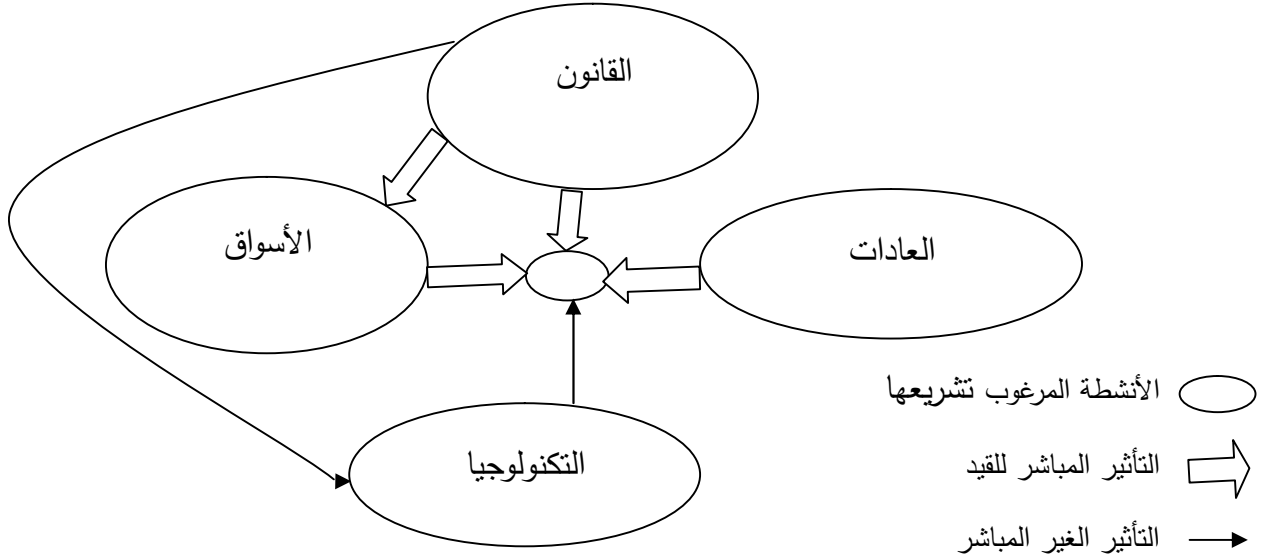 القانون
الأسواق
العادات
التكنولوجيا
الأنشطة المرغوب تشريعها
التأثير المباشر للقيد
التأثير الغير المباشر